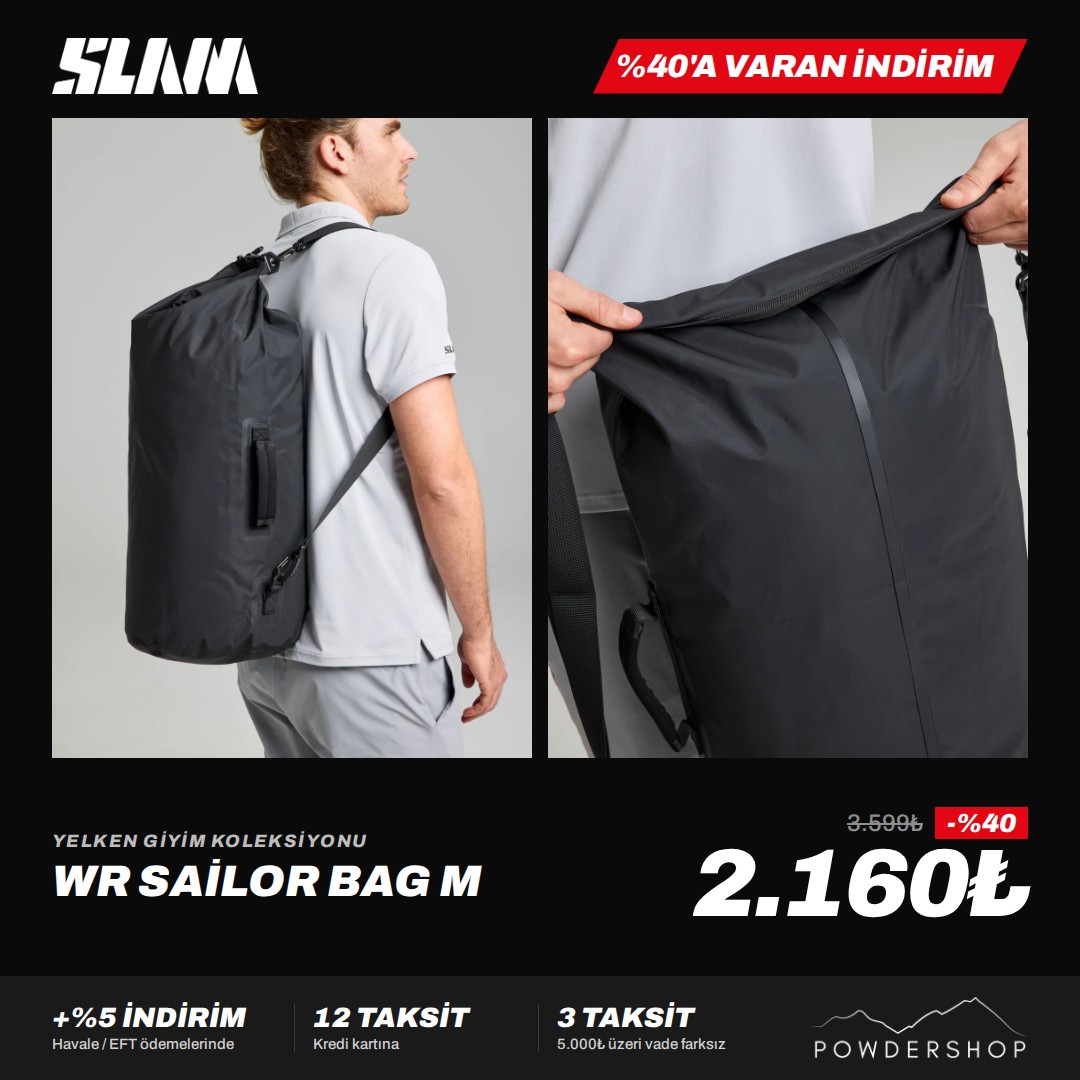 SLAM
%40'A VARAN İNDİRİM
YELKEN GİYİM KOLEKSİYONU
WR SAİLOR BAG M
3.599₺
-%40
2.160₺
+%5 İNDİRİM
Havale / EFT ödemelerinde
12 TAKSİT
Kredi kartına
3 TAKSİT
5.000₺ üzeri vade farksız
POWDERSHOP